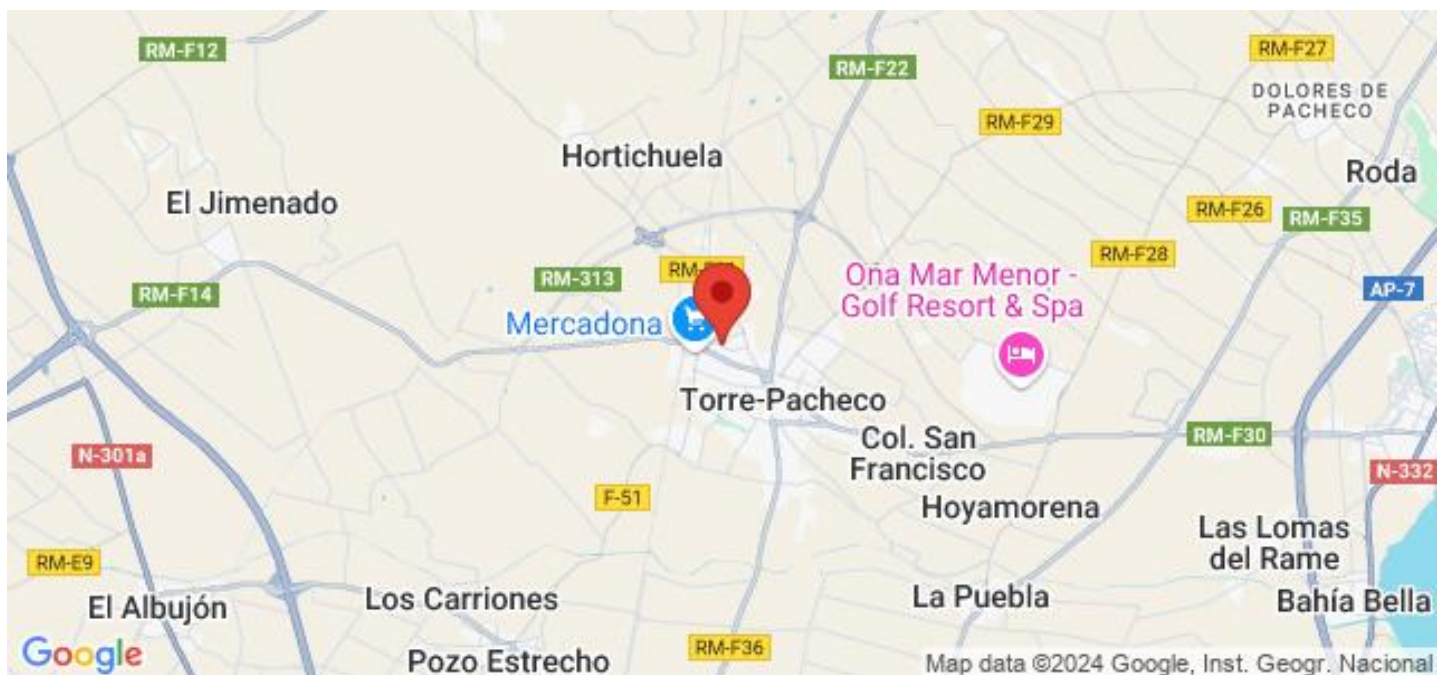 RM-F12
RM-F22
RM-F27
DOLORES DE
PACHECO
RM-F29
Hortichuela
Roda
El Jimenado
RM-F26
RM-F35
RM-F28
RM-313
Ona Mar Menor -
Golf Resort & Spa
RM-F14
AP-7
Mercadona
Torre-Pacheco
Col. San
Francisco
RM-F30
N-301a
N-332
F-51
Hoyamorena
Las Lomas
del Rame
RM-E9
El Albujón
Los Carriones
La Puebla
Bahía Bella
Google
Pozo Estrecho
RM-F36
Map data ©2024 Google, Inst. Geogr. Nacional